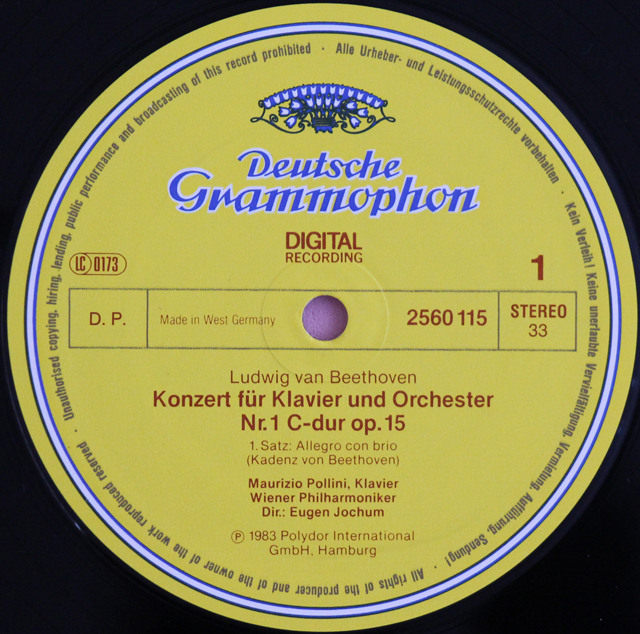 Unauthorised copying, hiring, lending, public performance and broadcasting of this record prohibited · Alle Urheber- und Leistungsschutzrechte vorbehalten · Kein Verleih! Keine unerlaubte Vervielfältigung, Vermietung, Aufführung, Sendung! · All rights of the producer and of the owner of the work reproduced reserved ·
Deutsche
Grammophon
DIGITAL
RECORDING
LC 0173
1
D. P.
Made in West Germany
2560 115
STEREO
33
Ludwig van Beethoven
Konzert für Klavier und Orchester
Nr. 1 C-dur op. 15
1. Satz: Allegro con brio
(Kadenz von Beethoven)
Maurizio Pollini, Klavier
Wiener Philharmoniker
Dir.: Eugen Jochum
℗ 1983 Polydor International
GmbH, Hamburg